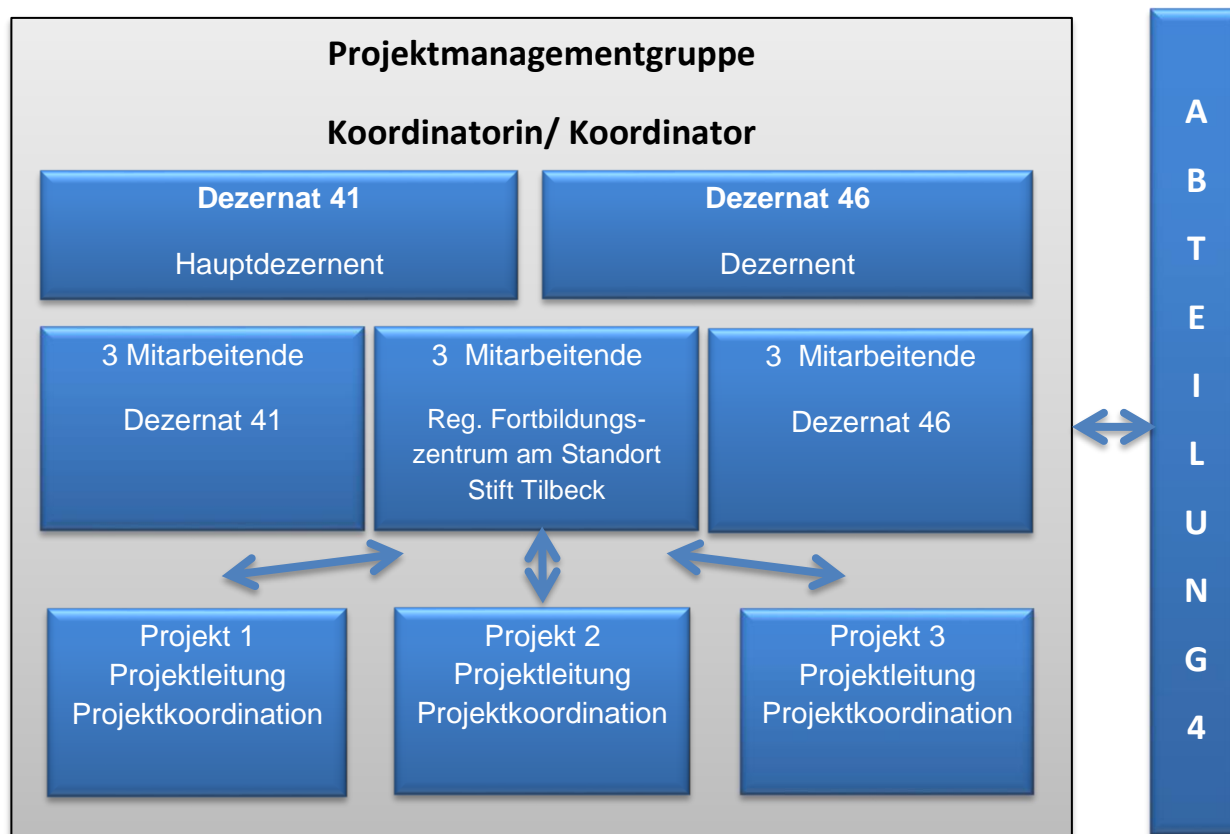 Projektmanagementgruppe
Koordinatorin/ Koordinator
Dezernat 41
Hauptdezernent
Dezernat 46
Dezernent
3 Mitarbeitende
Dezernat 41
3 Mitarbeitende
Reg. Fortbildungs-
zentrum am Standort
Stift Tilbeck
3 Mitarbeitende
Dezernat 46
Projekt 1
Projektleitung
Projektkoordination
Projekt 2
Projektleitung
Projektkoordination
Projekt 3
Projektleitung
Projektkoordination
A
B
T
E
I
L
U
N
G
4